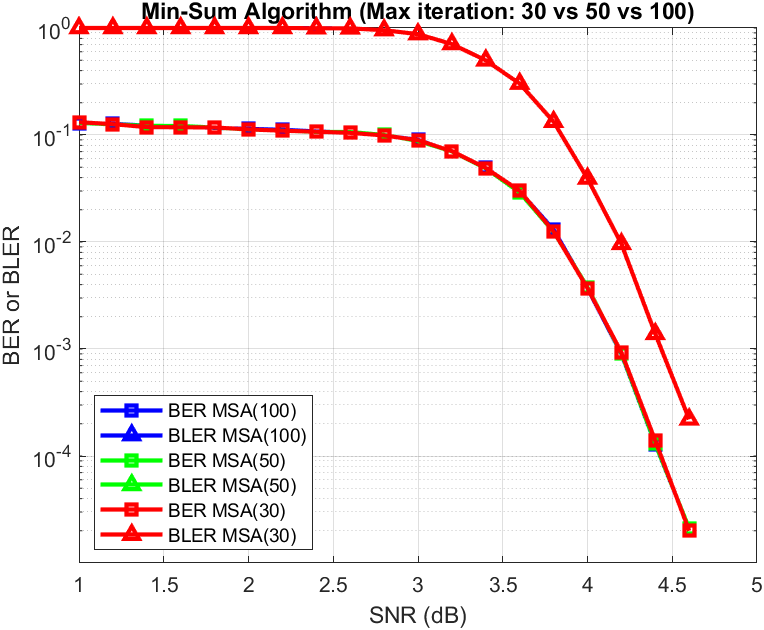 Min-Sum Algorithm (Max iteration: 30 vs 50 vs 100)
10^0
10^-1
10^-2
10^-3
10^-4
BER or BLER
BER MSA(100)
BLER MSA(100)
BER MSA(50)
BLER MSA(50)
BER MSA(30)
BLER MSA(30)
1 1.5 2 2.5 3 3.5 4 4.5 5
SNR (dB)